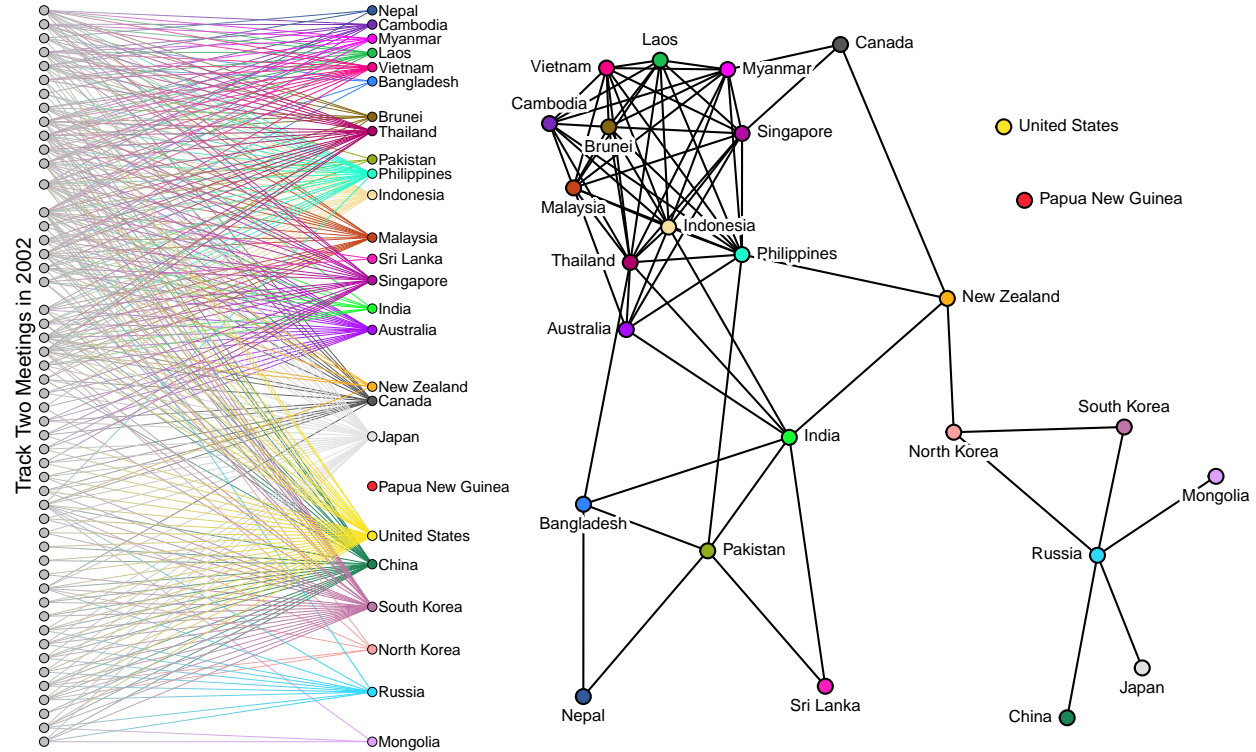 Track Two Meetings in 2002
Nepal
Cambodia
Myanmar
Laos
Vietnam
Bangladesh
Brunei
Thailand
Pakistan
Philippines
Indonesia
Malaysia
Sri Lanka
Singapore
India
Australia
New Zealand
Canada
Japan
Papua New Guinea
United States
China
South Korea
North Korea
Russia
Mongolia
Laos
Canada
Vietnam
Myanmar
Cambodia
United States
Singapore
Brunei
Papua New Guinea
Malaysia
Indonesia
Thailand
Philippines
New Zealand
Australia
South Korea
India
North Korea
Mongolia
Bangladesh
Pakistan
Russia
Japan
Sri Lanka
Nepal
China